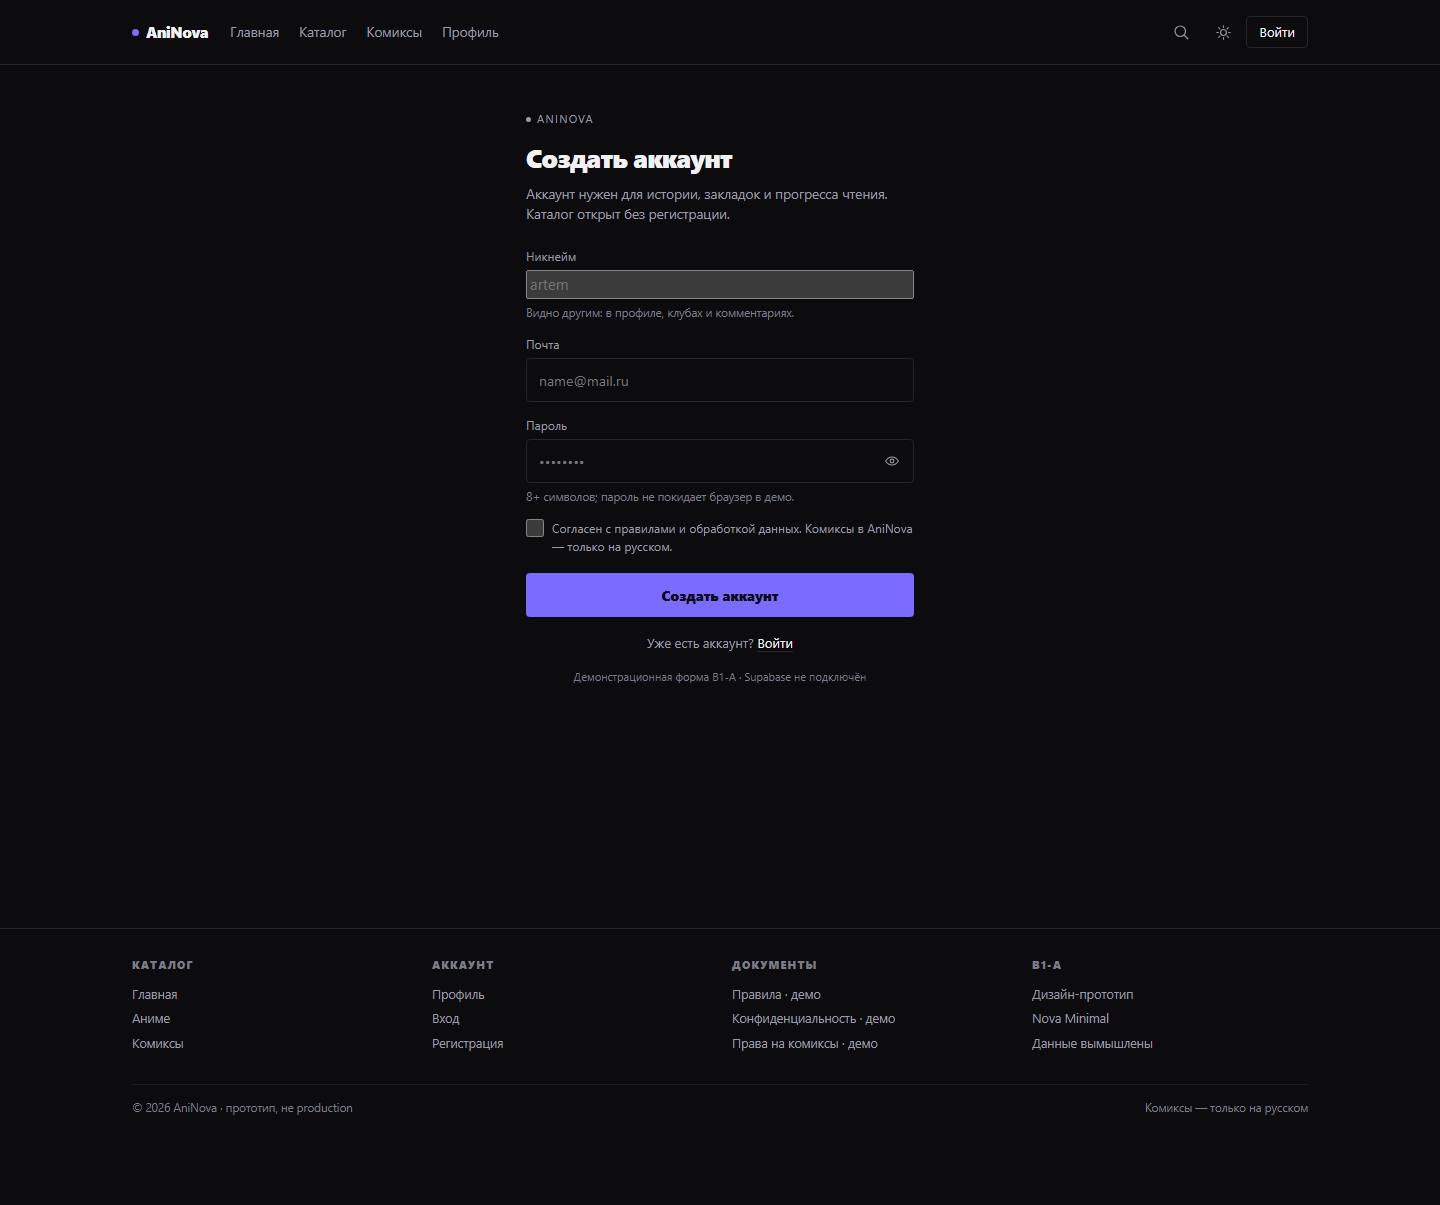 AniNova Главная Каталог Комиксы Профиль Войти
ANINOVA
Создать аккаунт
Аккаунт нужен для истории, закладок и прогресса чтения.
Каталог открыт без регистрации.
Никнейм
artem
Видно другим: в профиле, клубах и комментариях.
Почта
name@mail.ru
Пароль
••••••••
8+ символов; пароль не покидает браузер в демо.
Согласен с правилами и обработкой данных. Комиксы в AniNova
— только на русском.
Создать аккаунт
Уже есть аккаунт? Войти
Демонстрационная форма B1-A · Supabase не подключён
КАТАЛОГ
Главная
Аниме
Комиксы
АККАУНТ
Профиль
Вход
Регистрация
ДОКУМЕНТЫ
Правила · демо
Конфиденциальность · демо
Права на комиксы · демо
B1-A
Дизайн-прототип
Nova Minimal
Данные вымышлены
© 2026 AniNova · прототип, не production
Комиксы — только на русском